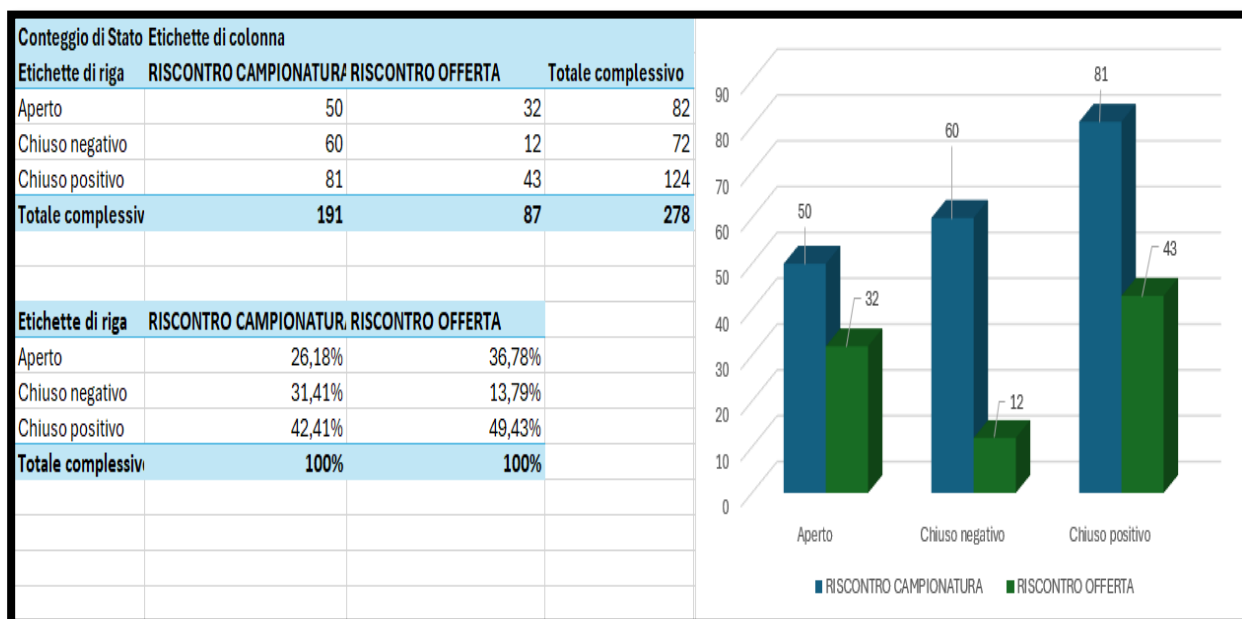 Conteggio di Stato Etichette di colonna
Etichette di riga RISCONTRO CAMPIONATURA RISCONTRO OFFERTA Totale complessivo
Aperto 50 32 82
Chiuso negativo 60 12 72
Chiuso positivo 81 43 124
Totale complessiv 191 87 278
Etichette di riga RISCONTRO CAMPIONATURA RISCONTRO OFFERTA
Aperto 26,18% 36,78%
Chiuso negativo 31,41% 13,79%
Chiuso positivo 42,41% 49,43%
Totale complessivo 100% 100%
90
80
70
60
50
40
30
20
10
0
50
32
60
12
81
43
Aperto Chiuso negativo Chiuso positivo
RISCONTRO CAMPIONATURA RISCONTRO OFFERTA